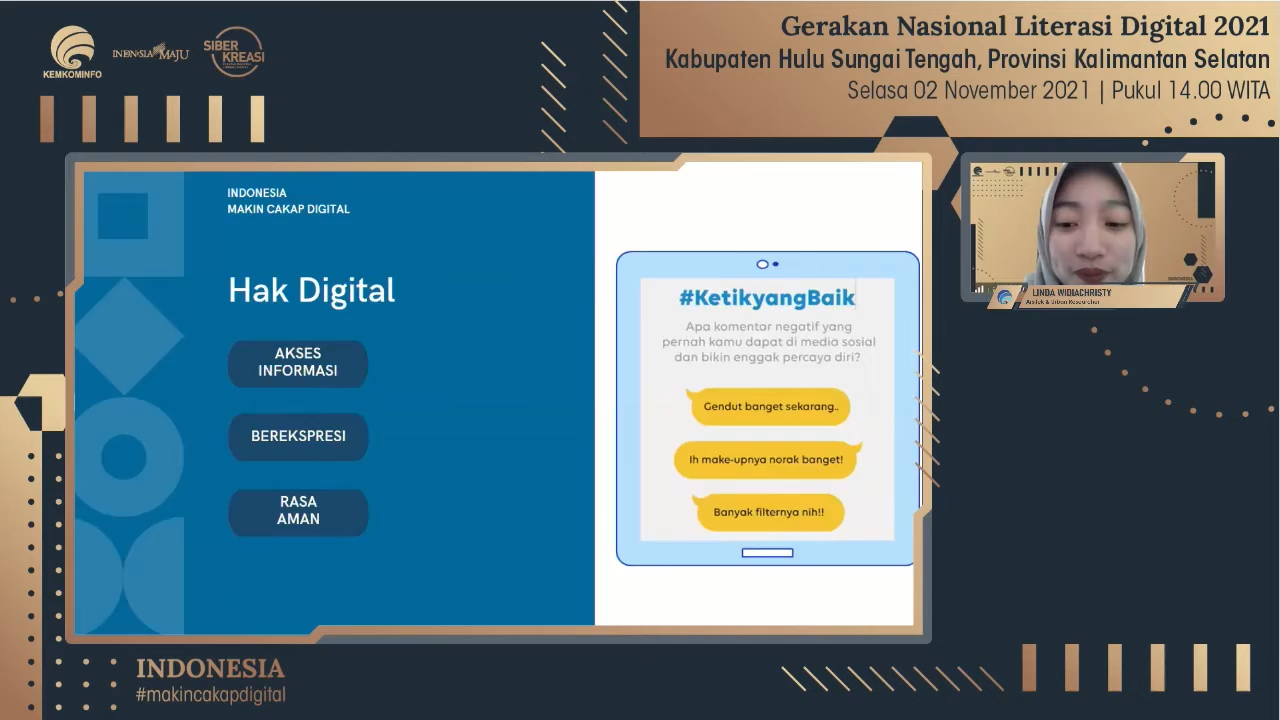 Gerakan Nasional Literasi Digital 2021
Kabupaten Hulu Sungai Tengah, Provinsi Kalimantan Selatan
Selasa 02 November 2021 | Pukul 14.00 WITA
KEMKOMINFO
INDONESIA MAJU
SIBER
KREASI
INDONESIA
MAKIN CAKAP DIGITAL
Hak Digital
AKSES
INFORMASI
BEREKSPRESI
RASA
AMAN
#KetikyangBaik
Apa komentar negatif yang
pernah kamu dapat di media sosial
dan bikin enggak percaya diri?
Gendut banget sekarang..
Ih make-upnya norak banget!
Banyak filternya nih!!
LINDA WIDIACHRISTY
Arsitek & Urban Researcher
INDONESIA
#makincakapdigital